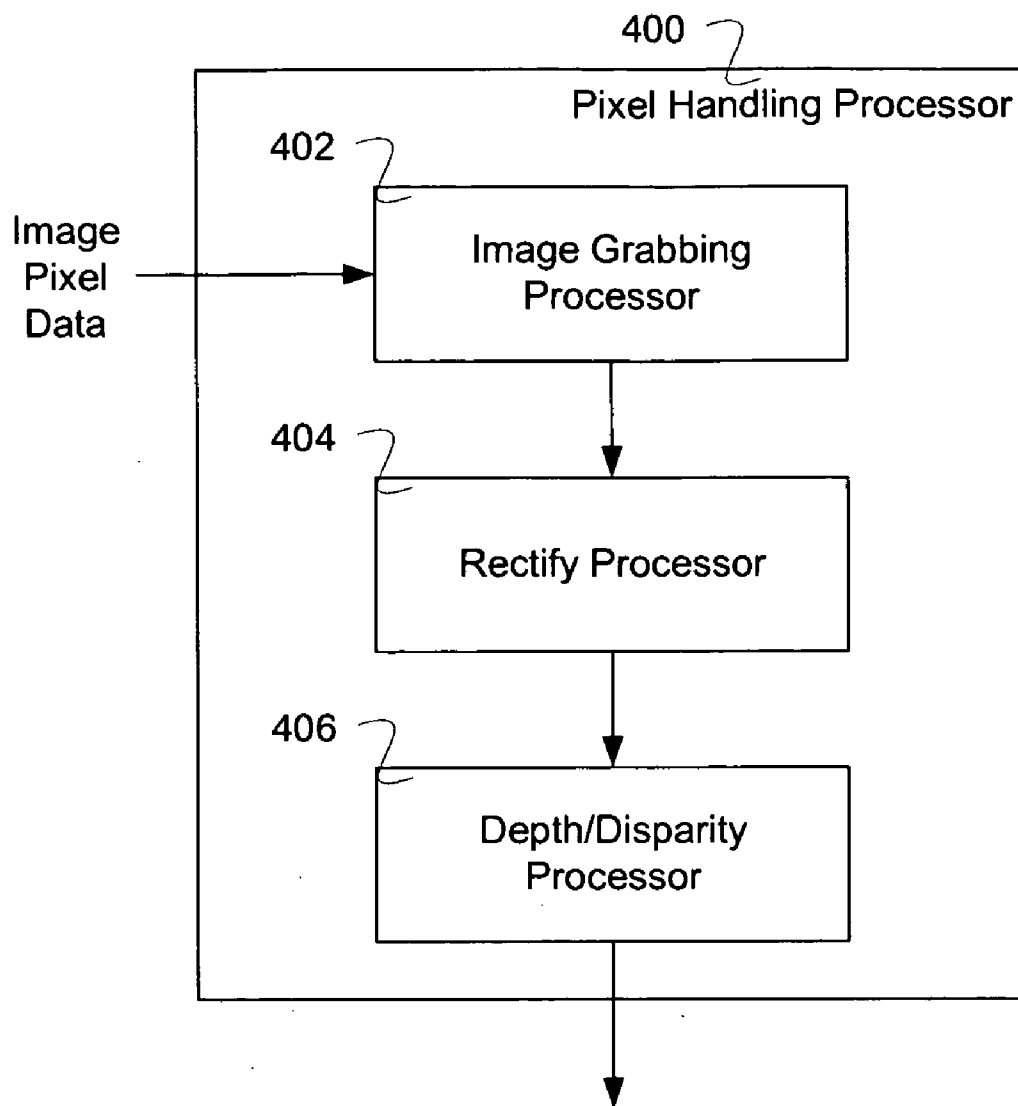 400
Pixel Handling Processor
402
Image Grabbing
Processor
Image
Pixel
Data
404
Rectify Processor
406
Depth/Disparity
Processor